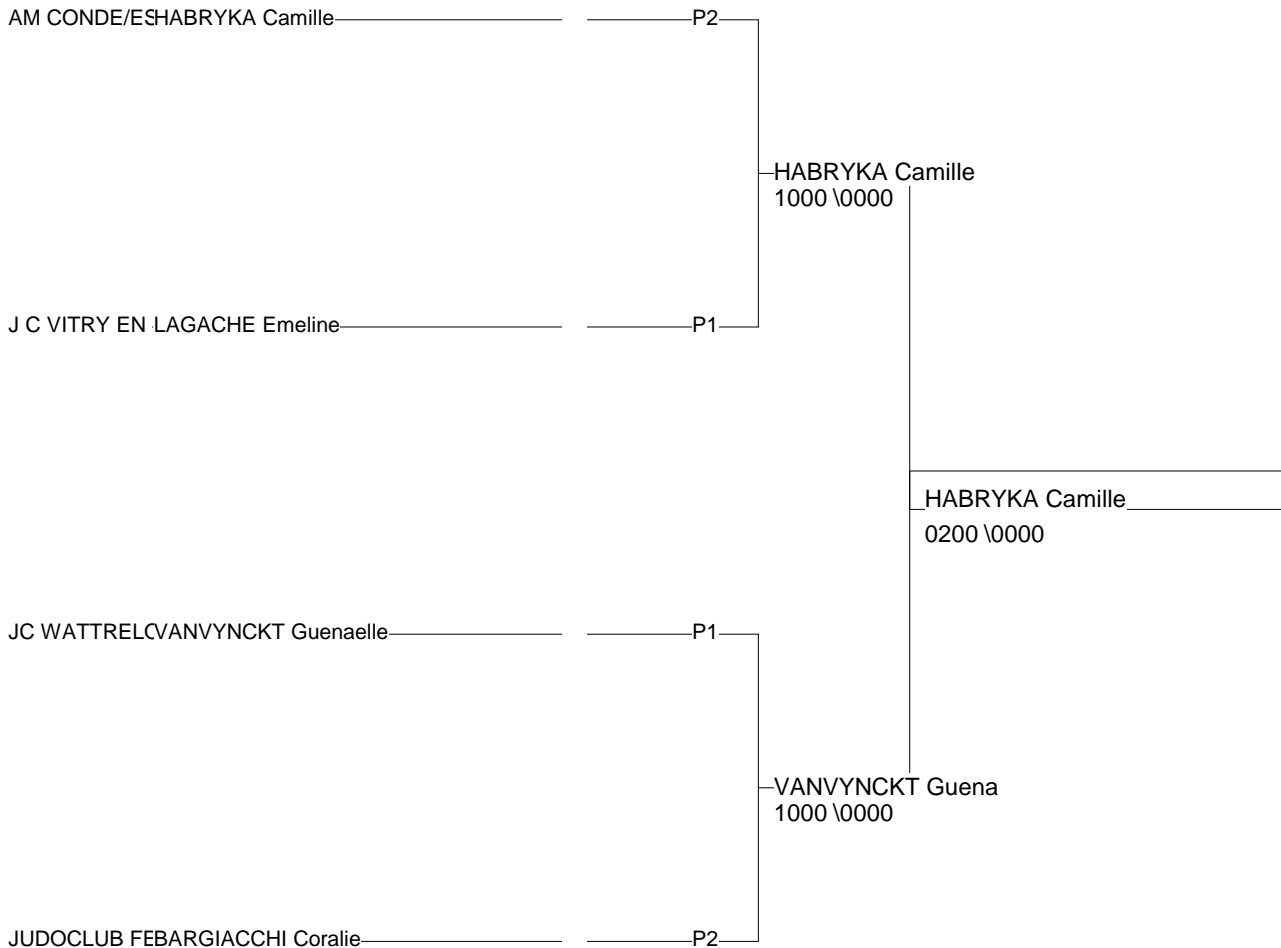 AM CONDE/ESHABRYKA Camille P2
HABRYKA Camille
1000 \0000
J C VITRY EN LAGACHE Emeline P1
HABRYKA Camille
0200 \0000
JC WATTRELOVANVYNCKT Guenaelle P1
VANVYNCKT Guena
1000 \0000
JUDOCLUB FEBARGIACCHI Coralie P2